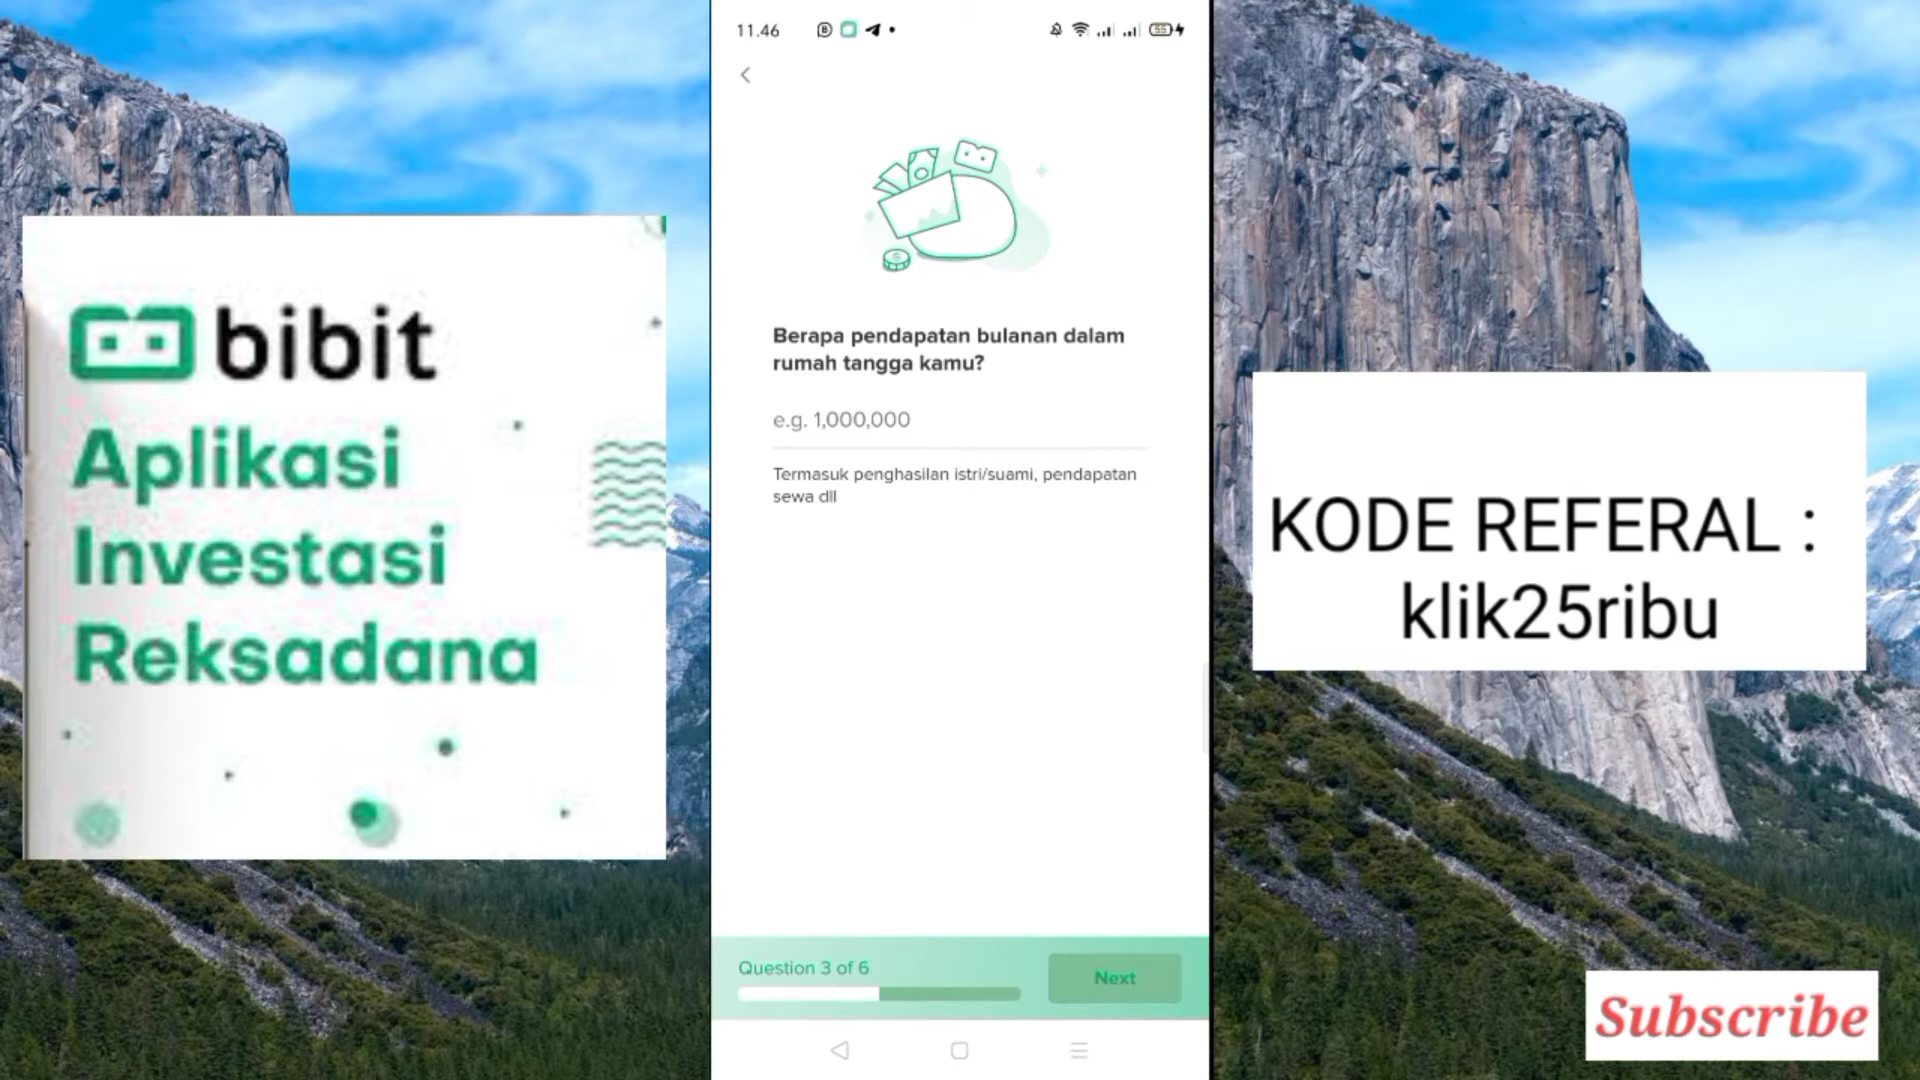 bibit
Aplikasi
Investasi
Reksadana
11.46
55
Berapa pendapatan bulanan dalam
rumah tangga kamu?
e.g. 1,000,000
Termasuk penghasilan istri/suami, pendapatan
sewa dll
Question 3 of 6
Next
KODE REFERAL :
klik25ribu
Subscribe